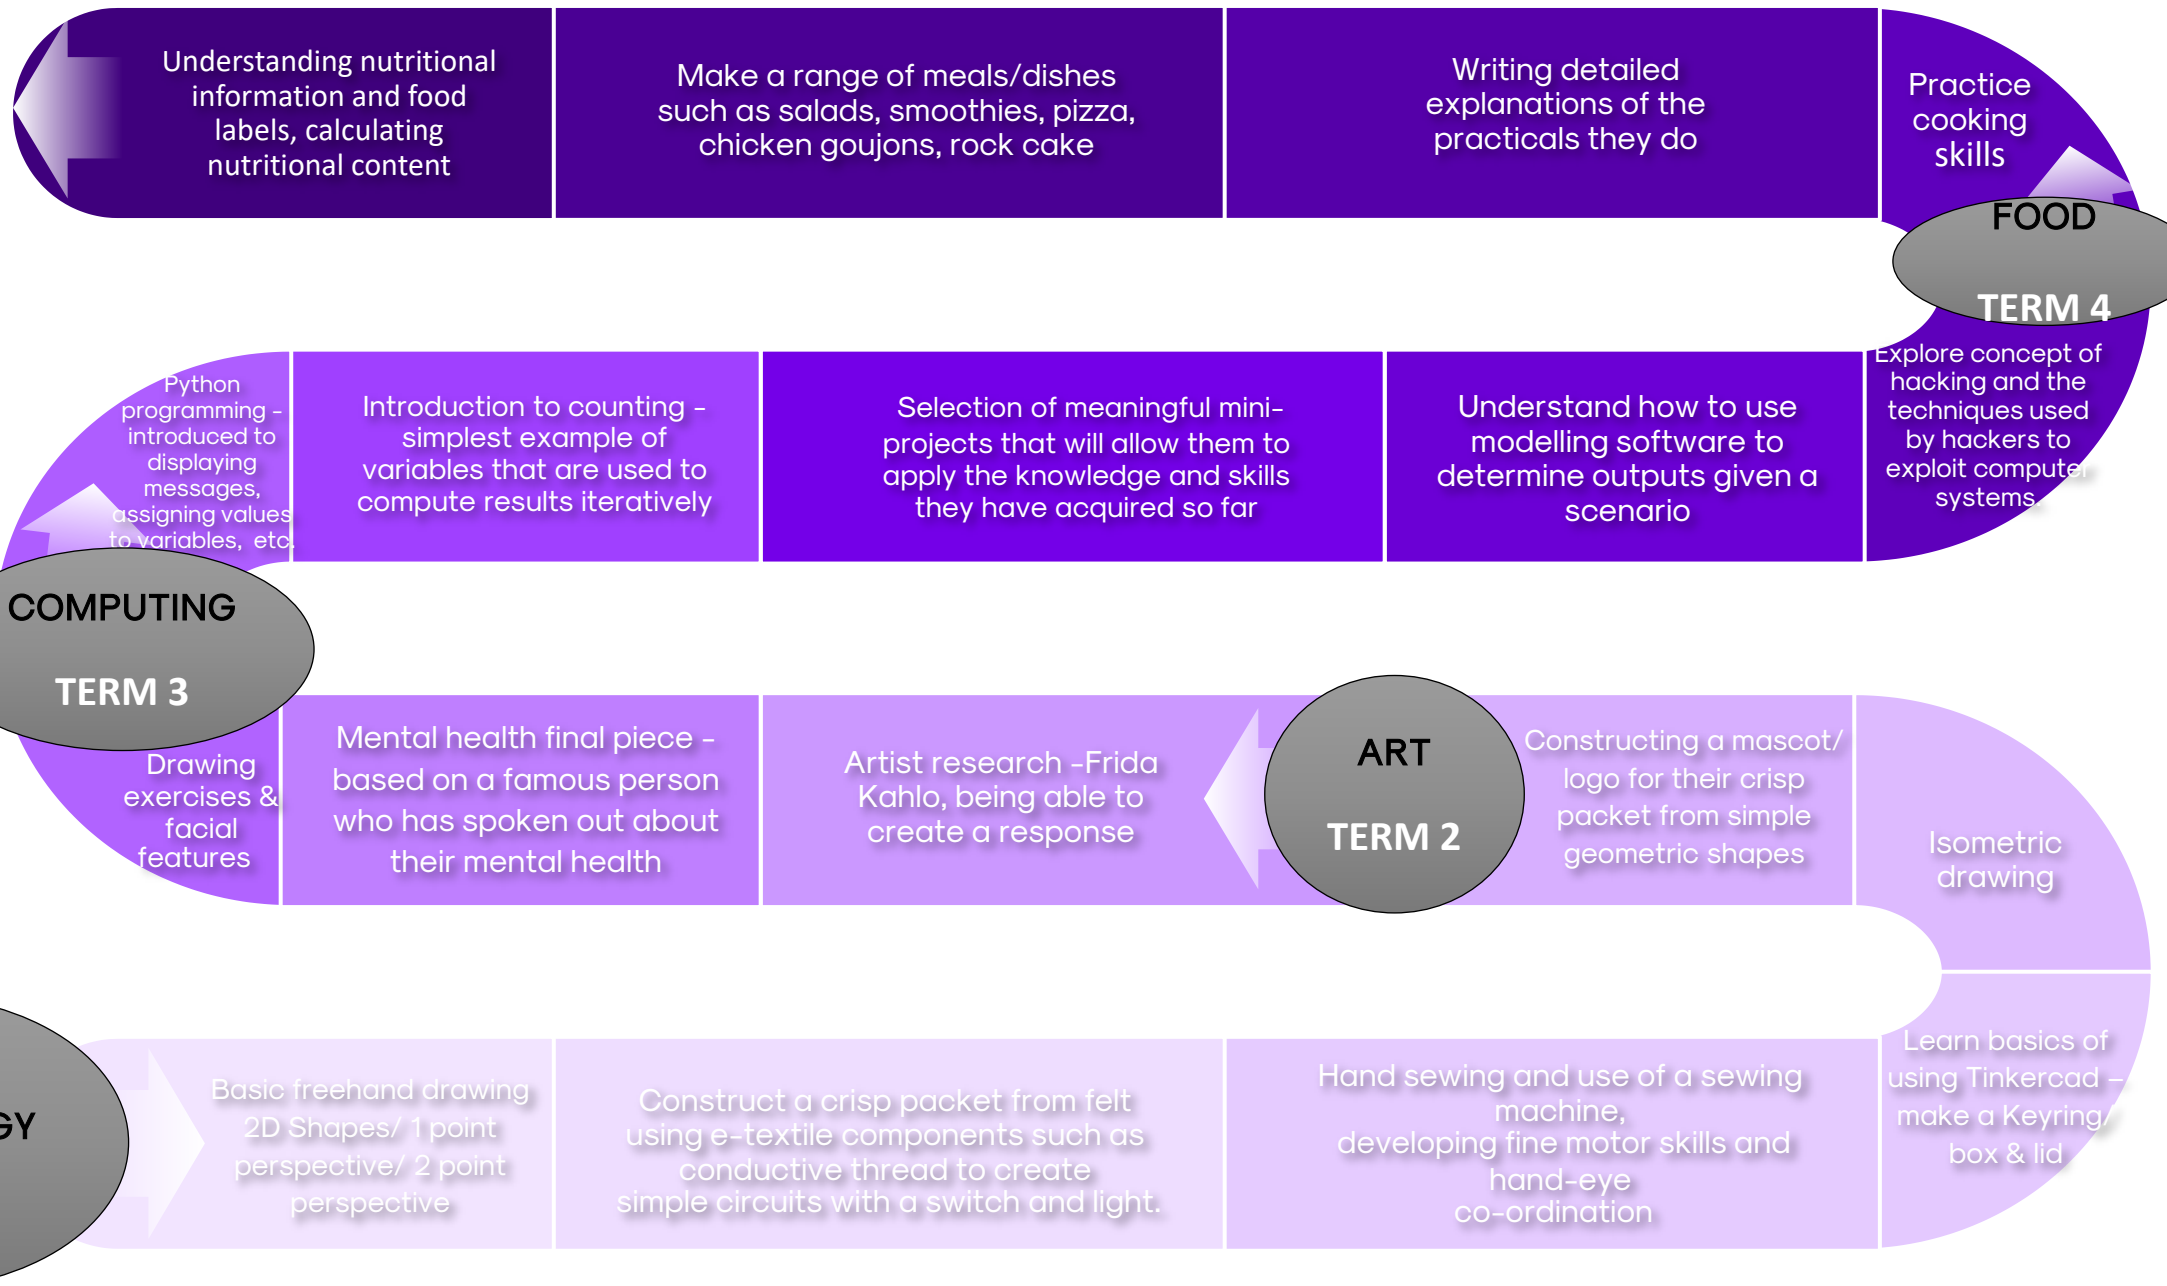 Understanding nutritional
information and food
labels, calculating
nutritional content
Make a range of meals/dishes
such as salads, smoothies, pizza,
chicken goujons, rock cake
Writing detailed
explanations of the
practicals they do
Practice
cooking
skills
FOOD
TERM 4
Python
programming -
introduced to
displaying
messages,
assigning values
to variables, etc.
Introduction to counting -
simplest example of
variables that are used to
compute results iteratively
Selection of meaningful mini-
projects that will allow them to
apply the knowledge and skills
they have acquired so far
Understand how to use
modelling software to
determine outputs given a
scenario
Explore concept of
hacking and the
techniques used
by hackers to
exploit computer
systems.
COMPUTING
TERM 3
Drawing
exercises &
facial
features
Mental health final piece -
based on a famous person
who has spoken out about
their mental health
Artist research -Frida
Kahlo, being able to
create a response
ART
TERM 2
Constructing a mascot/
logo for their crisp
packet from simple
geometric shapes
Isometric
drawing
GY
Basic freehand drawing
2D Shapes/ 1 point
perspective/ 2 point
perspective
Construct a crisp packet from felt
using e-textile components such as
conductive thread to create
simple circuits with a switch and light.
Hand sewing and use of a sewing
machine,
developing fine motor skills and
hand-eye
co-ordination
Learn basics of
using Tinkercad –
make a Keyring/
box & lid